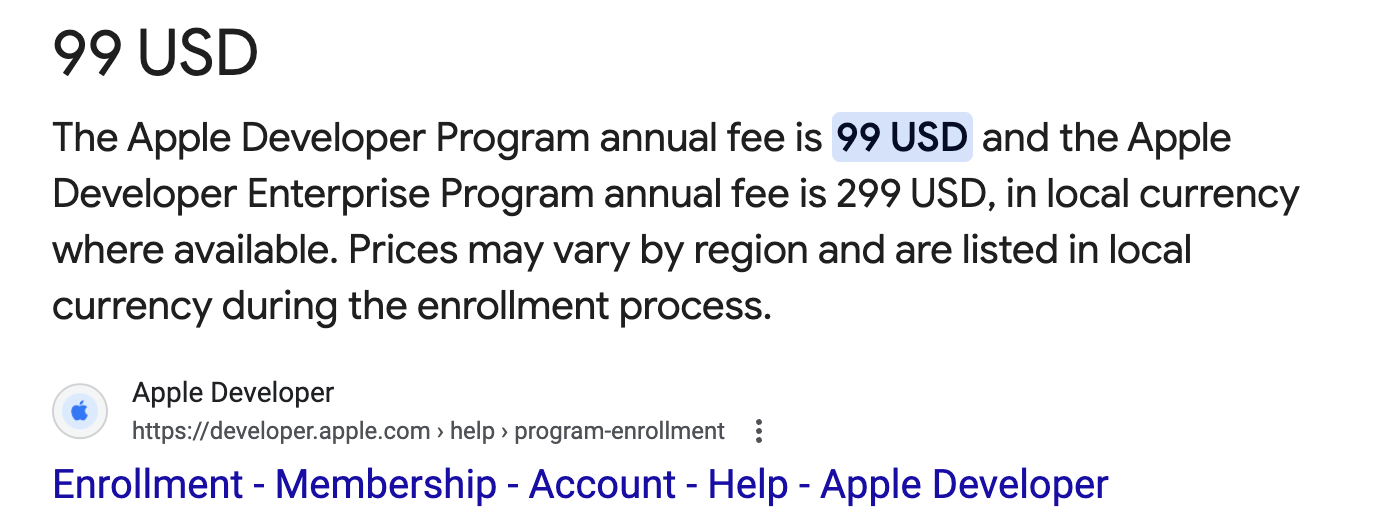 99 USD
The Apple Developer Program annual fee is 99 USD and the Apple
Developer Enterprise Program annual fee is 299 USD, in local currency
where available. Prices may vary by region and are listed in local
currency during the enrollment process.
Apple Developer
https://developer.apple.com › help › program-enrollment
Enrollment - Membership - Account - Help - Apple Developer